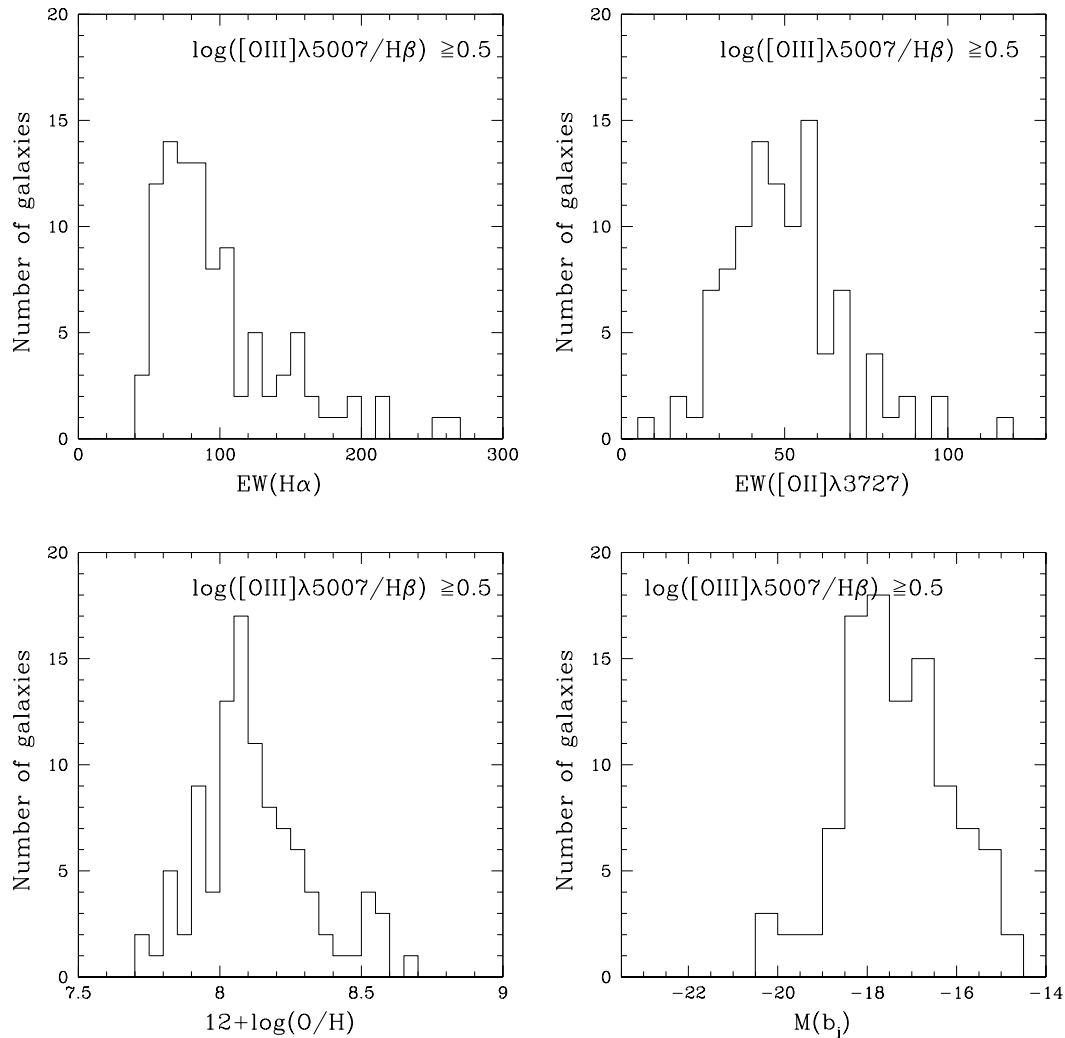 20
15
10
5
0
Number of galaxies
log([OIII]λ5007/Hβ) ≧0.5
0 100 200 300
EW(Hα)
20
15
10
5
0
Number of galaxies
log([OIII]λ5007/Hβ) ≧0.5
0 50 100
EW([OII]λ3727)
20
15
10
5
0
Number of galaxies
log([OIII]λ5007/Hβ) ≧0.5
7.5 8 8.5 9
12+log(O/H)
20
15
10
5
0
Number of galaxies
log([OIII]λ5007/Hβ) ≧0.5
-22 -20 -18 -16 -14
M(b_j)